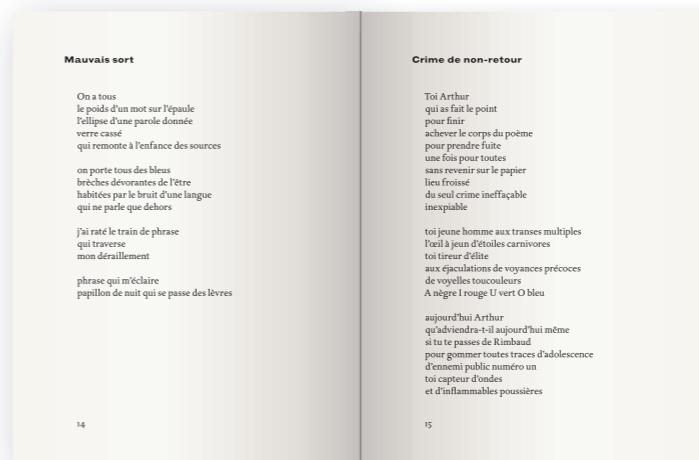 Mauvais sort
On a tous
le poids d'un mot sur l'épaule
l'ellipse d'une parole donnée
verre cassé
qui remonte à l'enfance des sources
on porte tous des bleus
brèches dévorantes de l'être
habitées par le bruit d'une langue
qui ne parle que dehors
j'ai raté le train de phrase
qui traverse
mon déraillement
phrase qui m'éclaire
papillon de nuit qui se passe des lèvres
14
Crime de non-retour
Toi Arthur
qui as fait le point
pour finir
achever le corps du poème
pour prendre fuite
une fois pour toutes
sans revenir sur le papier
lieu froissé
du seul crime ineffaçable
inexpiable
toi jeune homme aux transes multiples
l'œil à jeun d'étoiles carnivores
toi tireur d'élite
aux éjaculations de voyances précoces
de voyelles toucouleurs
A nègre I rouge U vert O bleu
aujourd'hui Arthur
qu'adviendra-t-il aujourd'hui même
si tu te passes de Rimbaud
pour gommer toutes traces d'adolescence
d'ennemi public numéro un
toi capteur d'ondes
et d'inflammables poussières
15